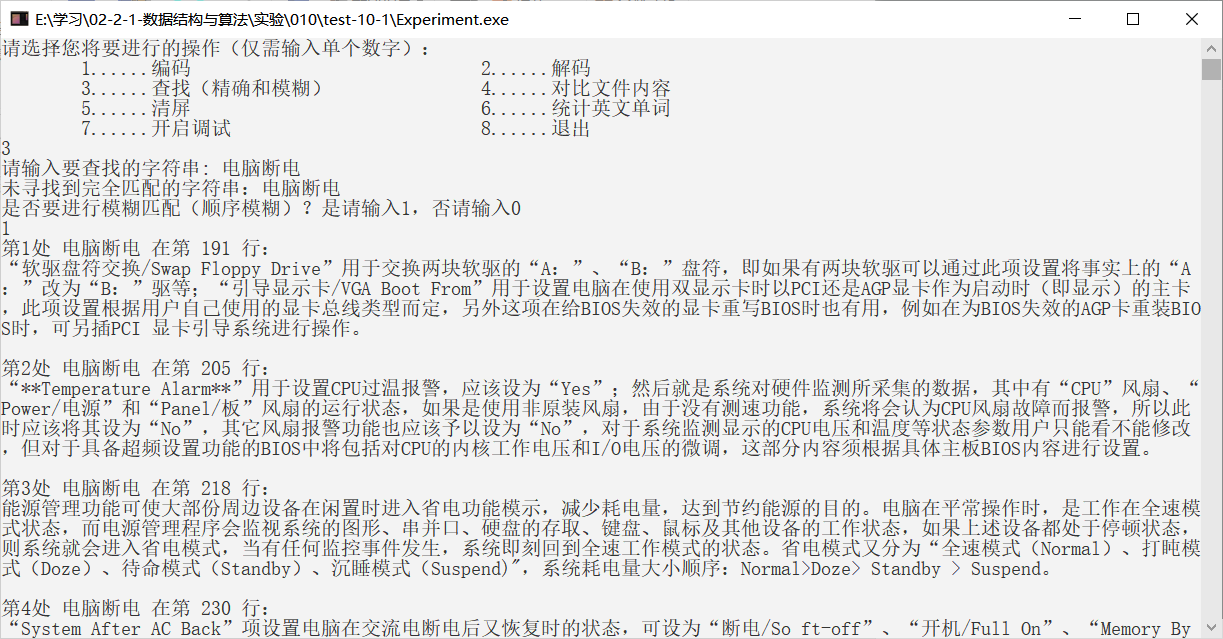 E:\学习\02-2-1-数据结构与算法\实验\010\test-10-1\Experiment.exe
请选择您将要进行的操作（仅需输入单个数字）:
1......编码 2......解码
3......查找（精确和模糊） 4......对比文件内容
5......清屏 6......统计英文单词
7......开启调试 8......退出
3
请输入要查找的字符串: 电脑断电
未寻找到完全匹配的字符串: 电脑断电
是否要进行模糊匹配（顺序模糊）？是请输入1，否请输入0
1
第1处 电脑断电 在第 191 行:
“软驱盘符交换/Swap Floppy Drive”用于交换两块软驱的“A：”、“B：”盘符，即如果有两块软驱可以通过此项设置将事实上的“A
：”改为“B：”驱等；“引导显示卡/VGA Boot From”用于设置电脑在使用双显示卡时以PCI还是AGP显卡作为启动时（即显示）的主卡
，此项设置根据用户自己使用的显卡总线类型而定，另外这项在给BIOS失效的显卡重写BIOS时也有用，例如在为BIOS失效的AGP卡重装BIO
S时，可另插PCI 显卡引导系统进行操作。
第2处 电脑断电 在第 205 行:
“**Temperature Alarm**”用于设置CPU过温报警，应该设为“Yes”；然后就是系统对硬件监测所采集的数据，其中有“CPU”风扇、“
Power/电源”和“Panel/板”风扇的运行状态，如果是使用非原装风扇，由于没有测速功能，系统将会认为CPU风扇故障而报警，所以此
时应该将其设为“No”，其它风扇报警功能也应该予以设为“No”，对于系统监测显示的CPU电压和温度等状态参数用户只能看不能修改
，但对于具备超频设置功能的BIOS中将包括对CPU的内核工作电压和I/O电压的微调，这部分内容须根据具体主板BIOS内容进行设置。
第3处 电脑断电 在第 218 行:
能源管理功能可使大部份周边设备在闲置时进入省电功能模示，减少耗电量，达到节约能源的目的。电脑在平常操作时，是工作在全速模
式状态，而电源管理程序会监视系统的图形、串并口、硬盘的存取、键盘、鼠标及其他设备的工作状态，如果上述设备都处于停顿状态，
则系统就会进入省电模式，当有任何监控事件发生，系统即刻回到全速工作模式的状态。省电模式又分为“全速模式（Normal）、打吨模
式（Doze）、待命模式（Standby）、沉睡模式（Suspend)"，系统耗电量大小顺序：Normal>Doze> Standby > Suspend。
第4处 电脑断电 在第 230 行:
“System After AC Back”项设置电脑在交流电断电后又恢复时的状态，可设为“断电/So ft-off”、“开机/Full On”、“Memory By